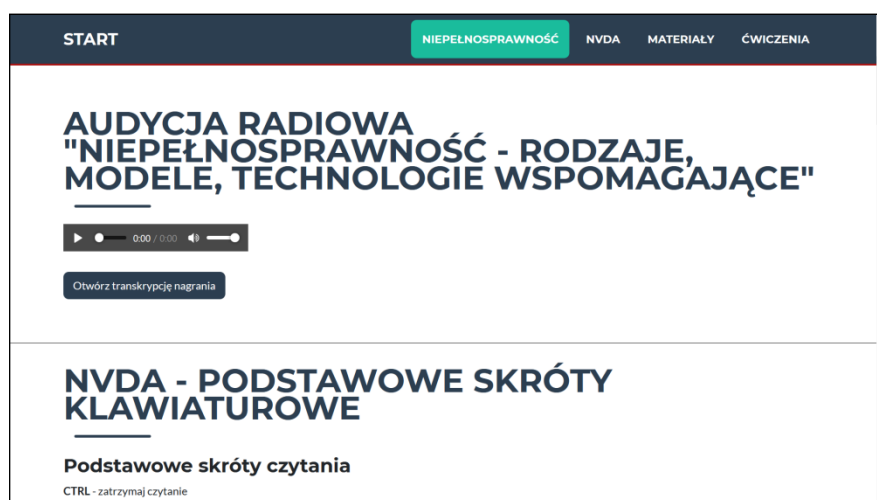 START
NIEPEŁNOSPRAWNOŚĆ
NVDA
MATERIAŁY
ĆWICZENIA
AUDYCJA RADIOWA
"NIEPEŁNOSPRAWNOŚĆ - RODZAJE,
MODELE, TECHNOLOGIE WSPOMAGAJĄCE"
0:00 / 0:00
Otwórz transkrypcję nagrania
NVDA - PODSTAWOWE SKRÓTY
KLAWIATUROWE
Podstawowe skróty czytania
CTRL - zatrzymaj czytanie